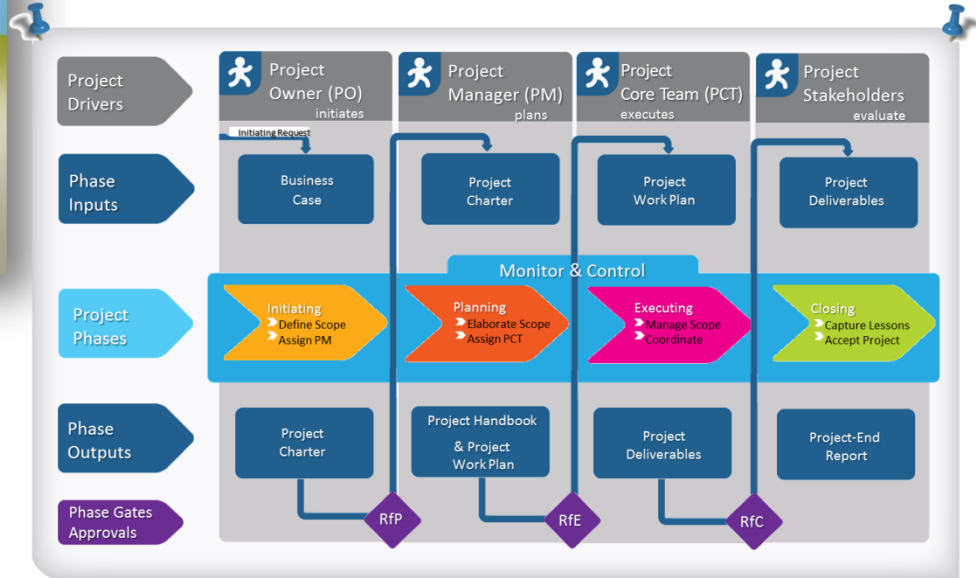 Project
Drivers
Project
Owner (PO)
initiates
Project
Manager (PM)
plans
Project
Core Team (PCT)
executes
Project
Stakeholders
evaluate
Initiating Request
Phase
Inputs
Business
Case
Project
Charter
Project
Work Plan
Project
Deliverables
Monitor & Control
Project
Phases
Initiating
Define Scope
Assign PM
Planning
Elaborate Scope
Assign PCT
Executing
Manage Scope
Coordinate
Closing
Capture Lessons
Accept Project
Phase
Outputs
Project
Charter
Project Handbook
& Project
Work Plan
Project
Deliverables
Project-End
Report
Phase Gates
Approvals
RfP
RfE
RfC